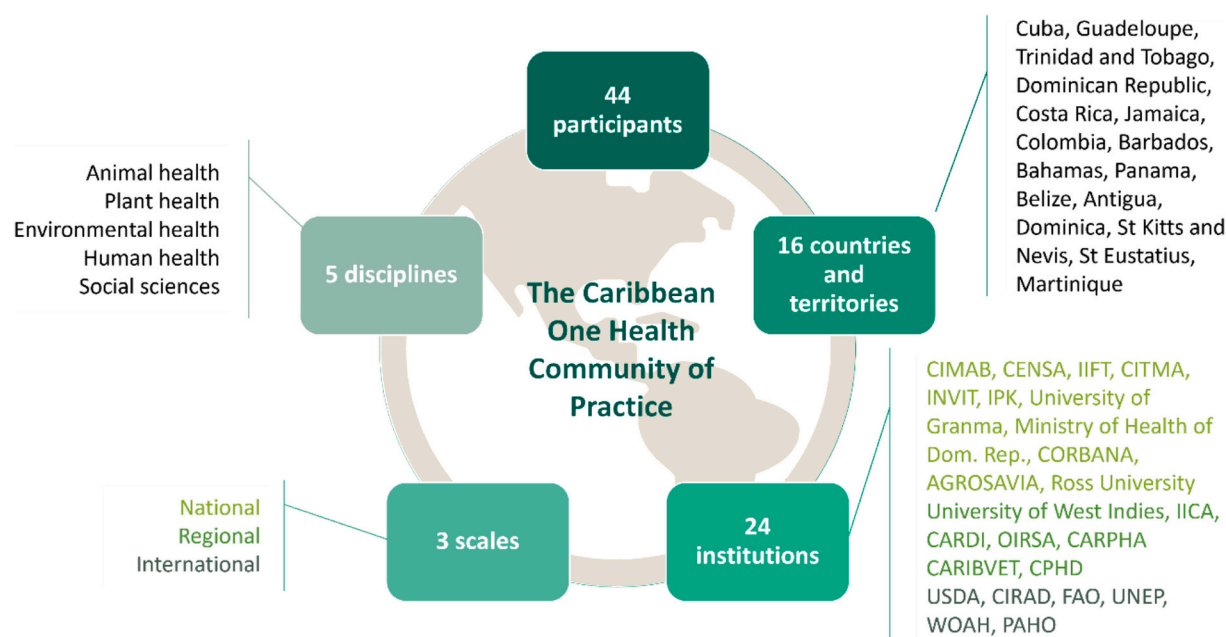 44
participants
Cuba, Guadeloupe,
Trinidad and Tobago,
Dominican Republic,
Costa Rica, Jamaica,
Colombia, Barbados,
Bahamas, Panama,
Belize, Antigua,
Dominica, St Kitts and
Nevis, St Eustatius,
Martinique
Animal health
Plant health
Environmental health
Human health
Social sciences
5 disciplines
16 countries
and
territories
The Caribbean
One Health
Community of
Practice
CIMAB, CENSA, IIFT, CITMA,
INVIT, IPK, University of
Granma, Ministry of Health of
Dom. Rep., CORBANA,
AGROSAVIA, Ross University
University of West Indies, IICA,
CARDI, OIRSA, CARPHA
CARIBVET, CPHD
USDA, CIRAD, FAO, UNEP,
WOAH, PAHO
National
Regional
International
3 scales
24
institutions